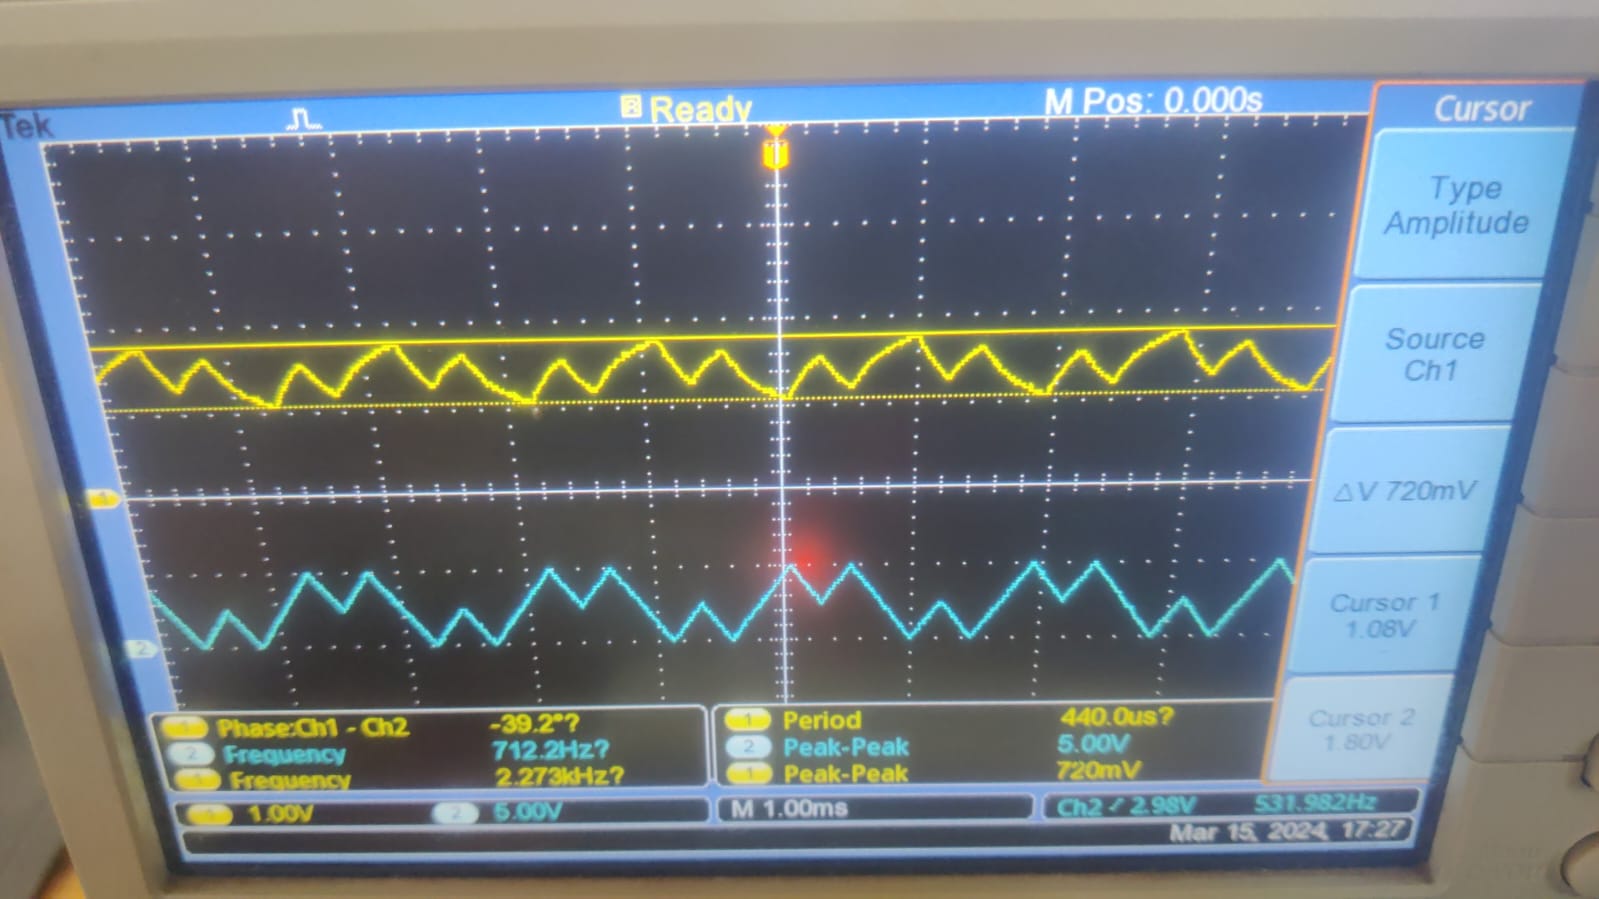 Tek
R Ready
M Pos: 0.000s
T
Cursor
Type
Amplitude
Source
Ch1
△V 720mV
Cursor 1
1.08V
Cursor 2
1.80V
1
2
1 Phase:Ch1 - Ch2 -39.2°?
2 Frequency 712.2Hz?
1 Frequency 2.273kHz?
1 Period 440.0us?
2 Peak-Peak 5.00V
1 Peak-Peak 720mV
1 1.00V 2 5.00V M 1.00ms Ch2 / 2.98V 531.982Hz
Mar 15, 2024, 17:27